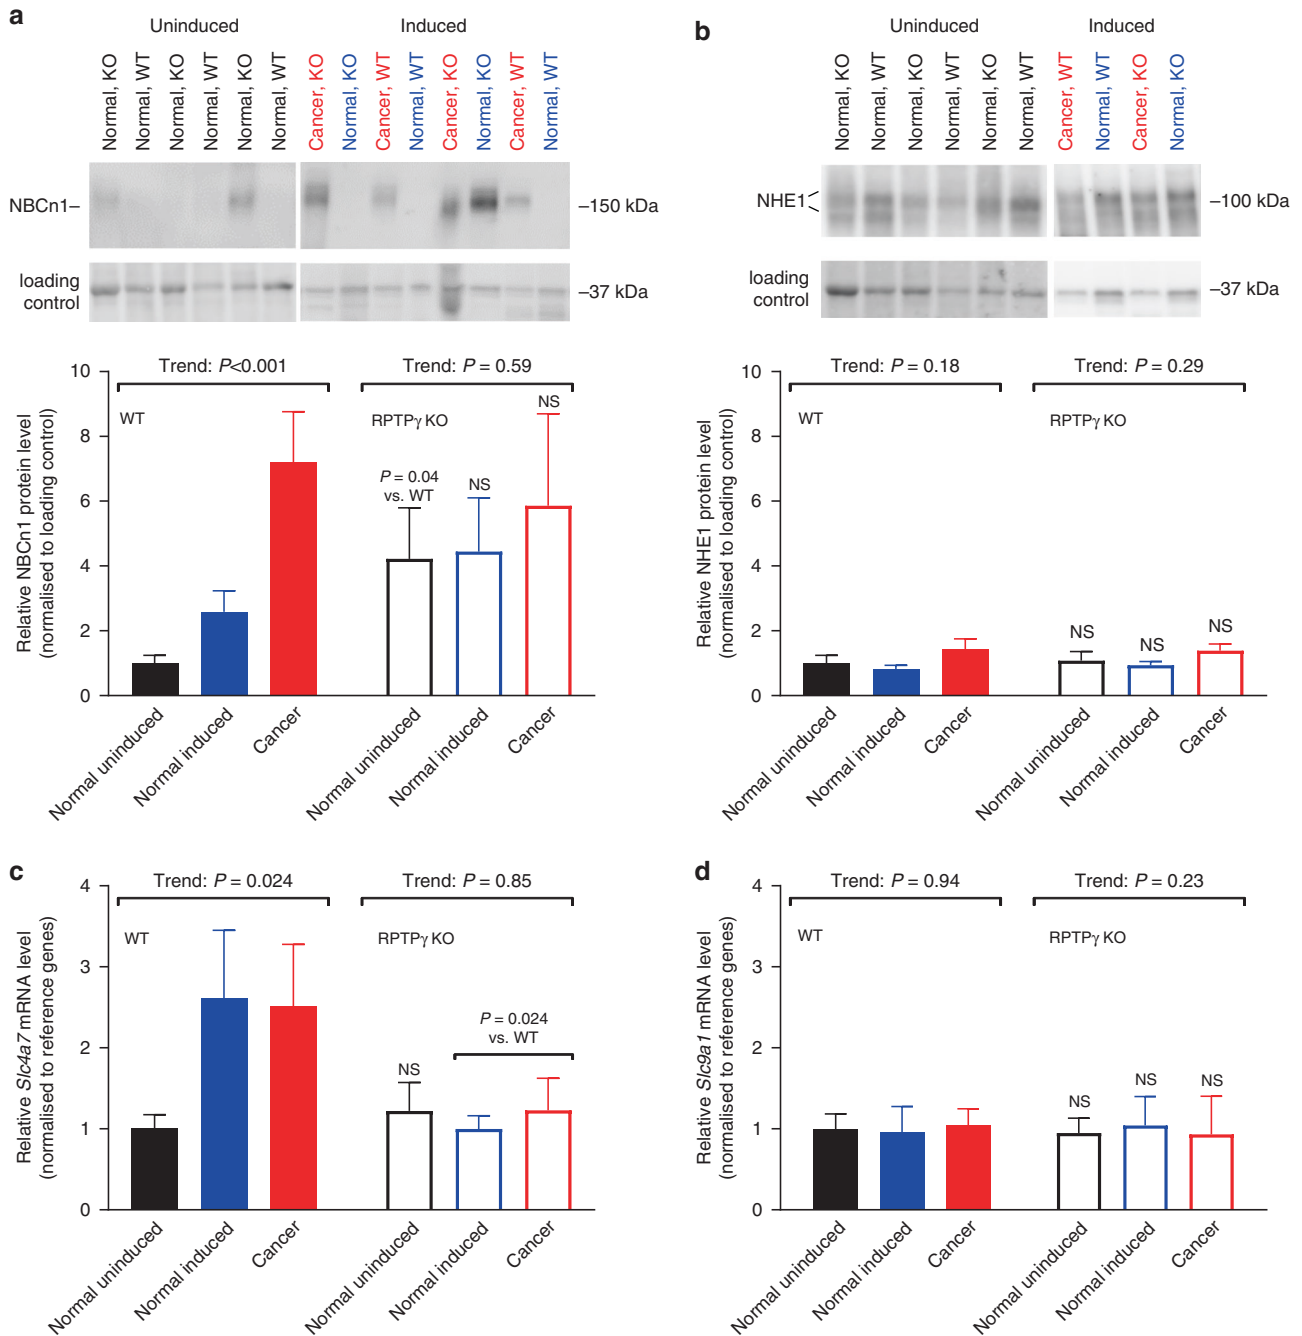 a
Uninduced
Induced
Normal, KO
Normal, WT
Normal, KO
Normal, WT
Normal, KO
Normal, WT
Cancer, KO
Normal, KO
Cancer, WT
Normal, WT
Cancer, KO
Normal, KO
Cancer, WT
Normal, WT
NBCn1–
–150 kDa
loading
control
–37 kDa
Trend: P<0.001
Trend: P = 0.59
WT
RPTPγ KO
P = 0.04
vs. WT
NS
NS
Relative NBCn1 protein level
(normalised to loading control)
10
8
6
4
2
0
Normal uninduced
Normal induced
Cancer
Normal uninduced
Normal induced
Cancer
b
Uninduced
Induced
Normal, KO
Normal, WT
Normal, KO
Normal, WT
Normal, KO
Normal, WT
Cancer, WT
Normal, WT
Cancer, KO
Normal, KO
NHE1
–100 kDa
loading
control
–37 kDa
Trend: P = 0.18
Trend: P = 0.29
WT
RPTPγ KO
NS
NS
NS
Relative NHE1 protein level
(normalised to loading control)
10
8
6
4
2
0
Normal uninduced
Normal induced
Cancer
Normal uninduced
Normal induced
Cancer
c
Trend: P = 0.024
Trend: P = 0.85
WT
RPTPγ KO
NS
P = 0.024
vs. WT
Relative Slc4a7 mRNA level
(normalised to reference genes)
4
3
2
1
0
Normal uninduced
Normal induced
Cancer
Normal uninduced
Normal induced
Cancer
d
Trend: P = 0.94
Trend: P = 0.23
WT
RPTPγ KO
NS
NS
NS
Relative Slc9a1 mRNA level
(normalised to reference genes)
4
3
2
1
0
Normal uninduced
Normal induced
Cancer
Normal uninduced
Normal induced
Cancer